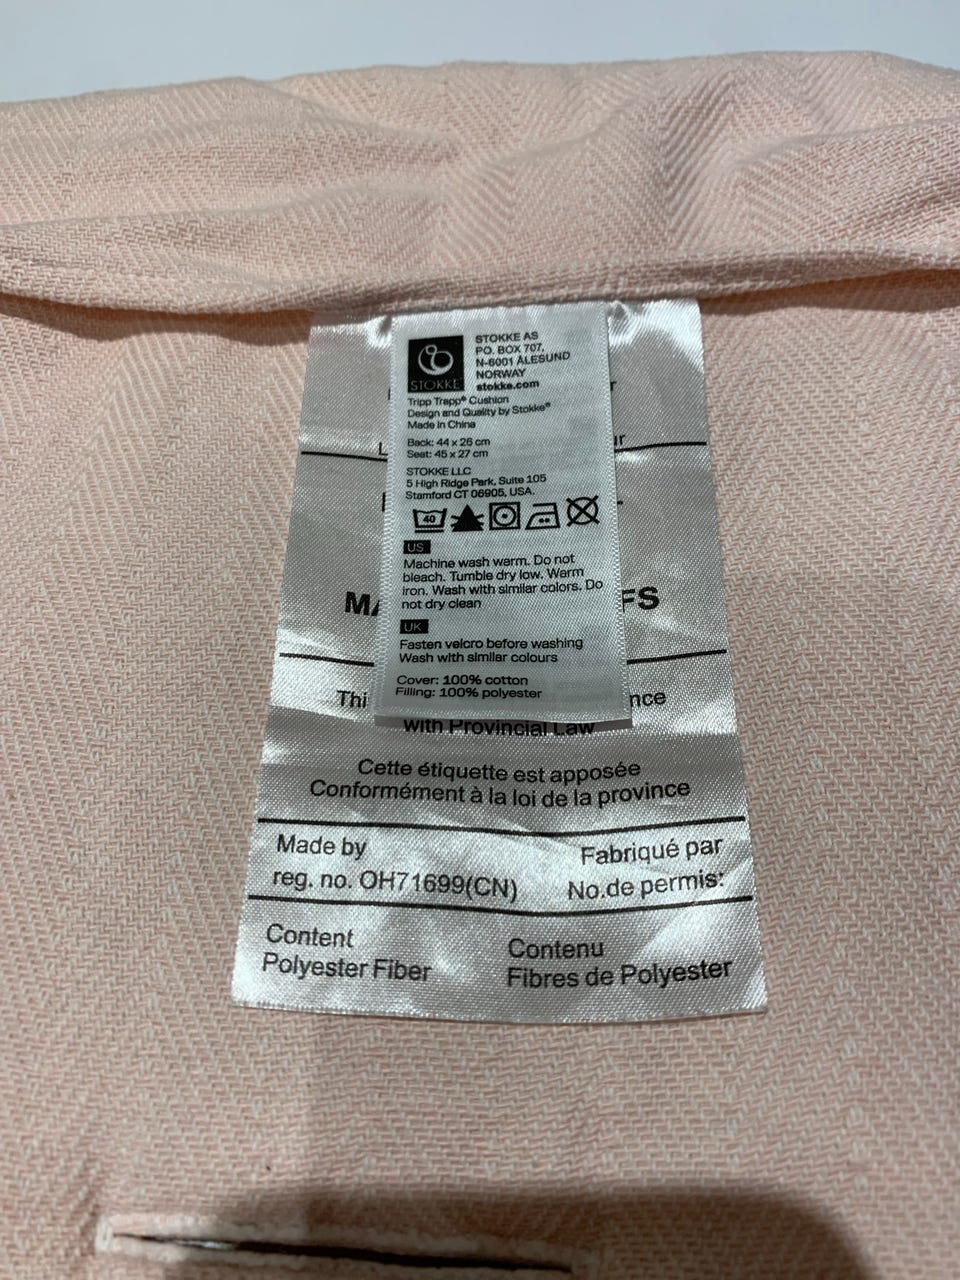 STOKKE
STOKKE AS
PO. BOX 707,
N-6001 ÅLESUND
NORWAY
stokke.com
Tripp Trapp® Cushion
Design and Quality by Stokke®
Made in China
Back: 44 x 26 cm
Seat: 45 x 27 cm
STOKKE LLC
5 High Ridge Park, Suite 105
Stamford CT 06905, USA.
40
US
Machine wash warm. Do not
bleach. Tumble dry low. Warm
iron. Wash with similar colors. Do
not dry clean
UK
Fasten velcro before washing
Wash with similar colours
Cover: 100% cotton
Filling: 100% polyester
with Provincial Law
Cette étiquette est apposée
Conformément à la loi de la province
Made by
Fabriqué par
reg. no. OH71699(CN)
No.de permis:
Content
Contenu
Polyester Fiber
Fibres de Polyester